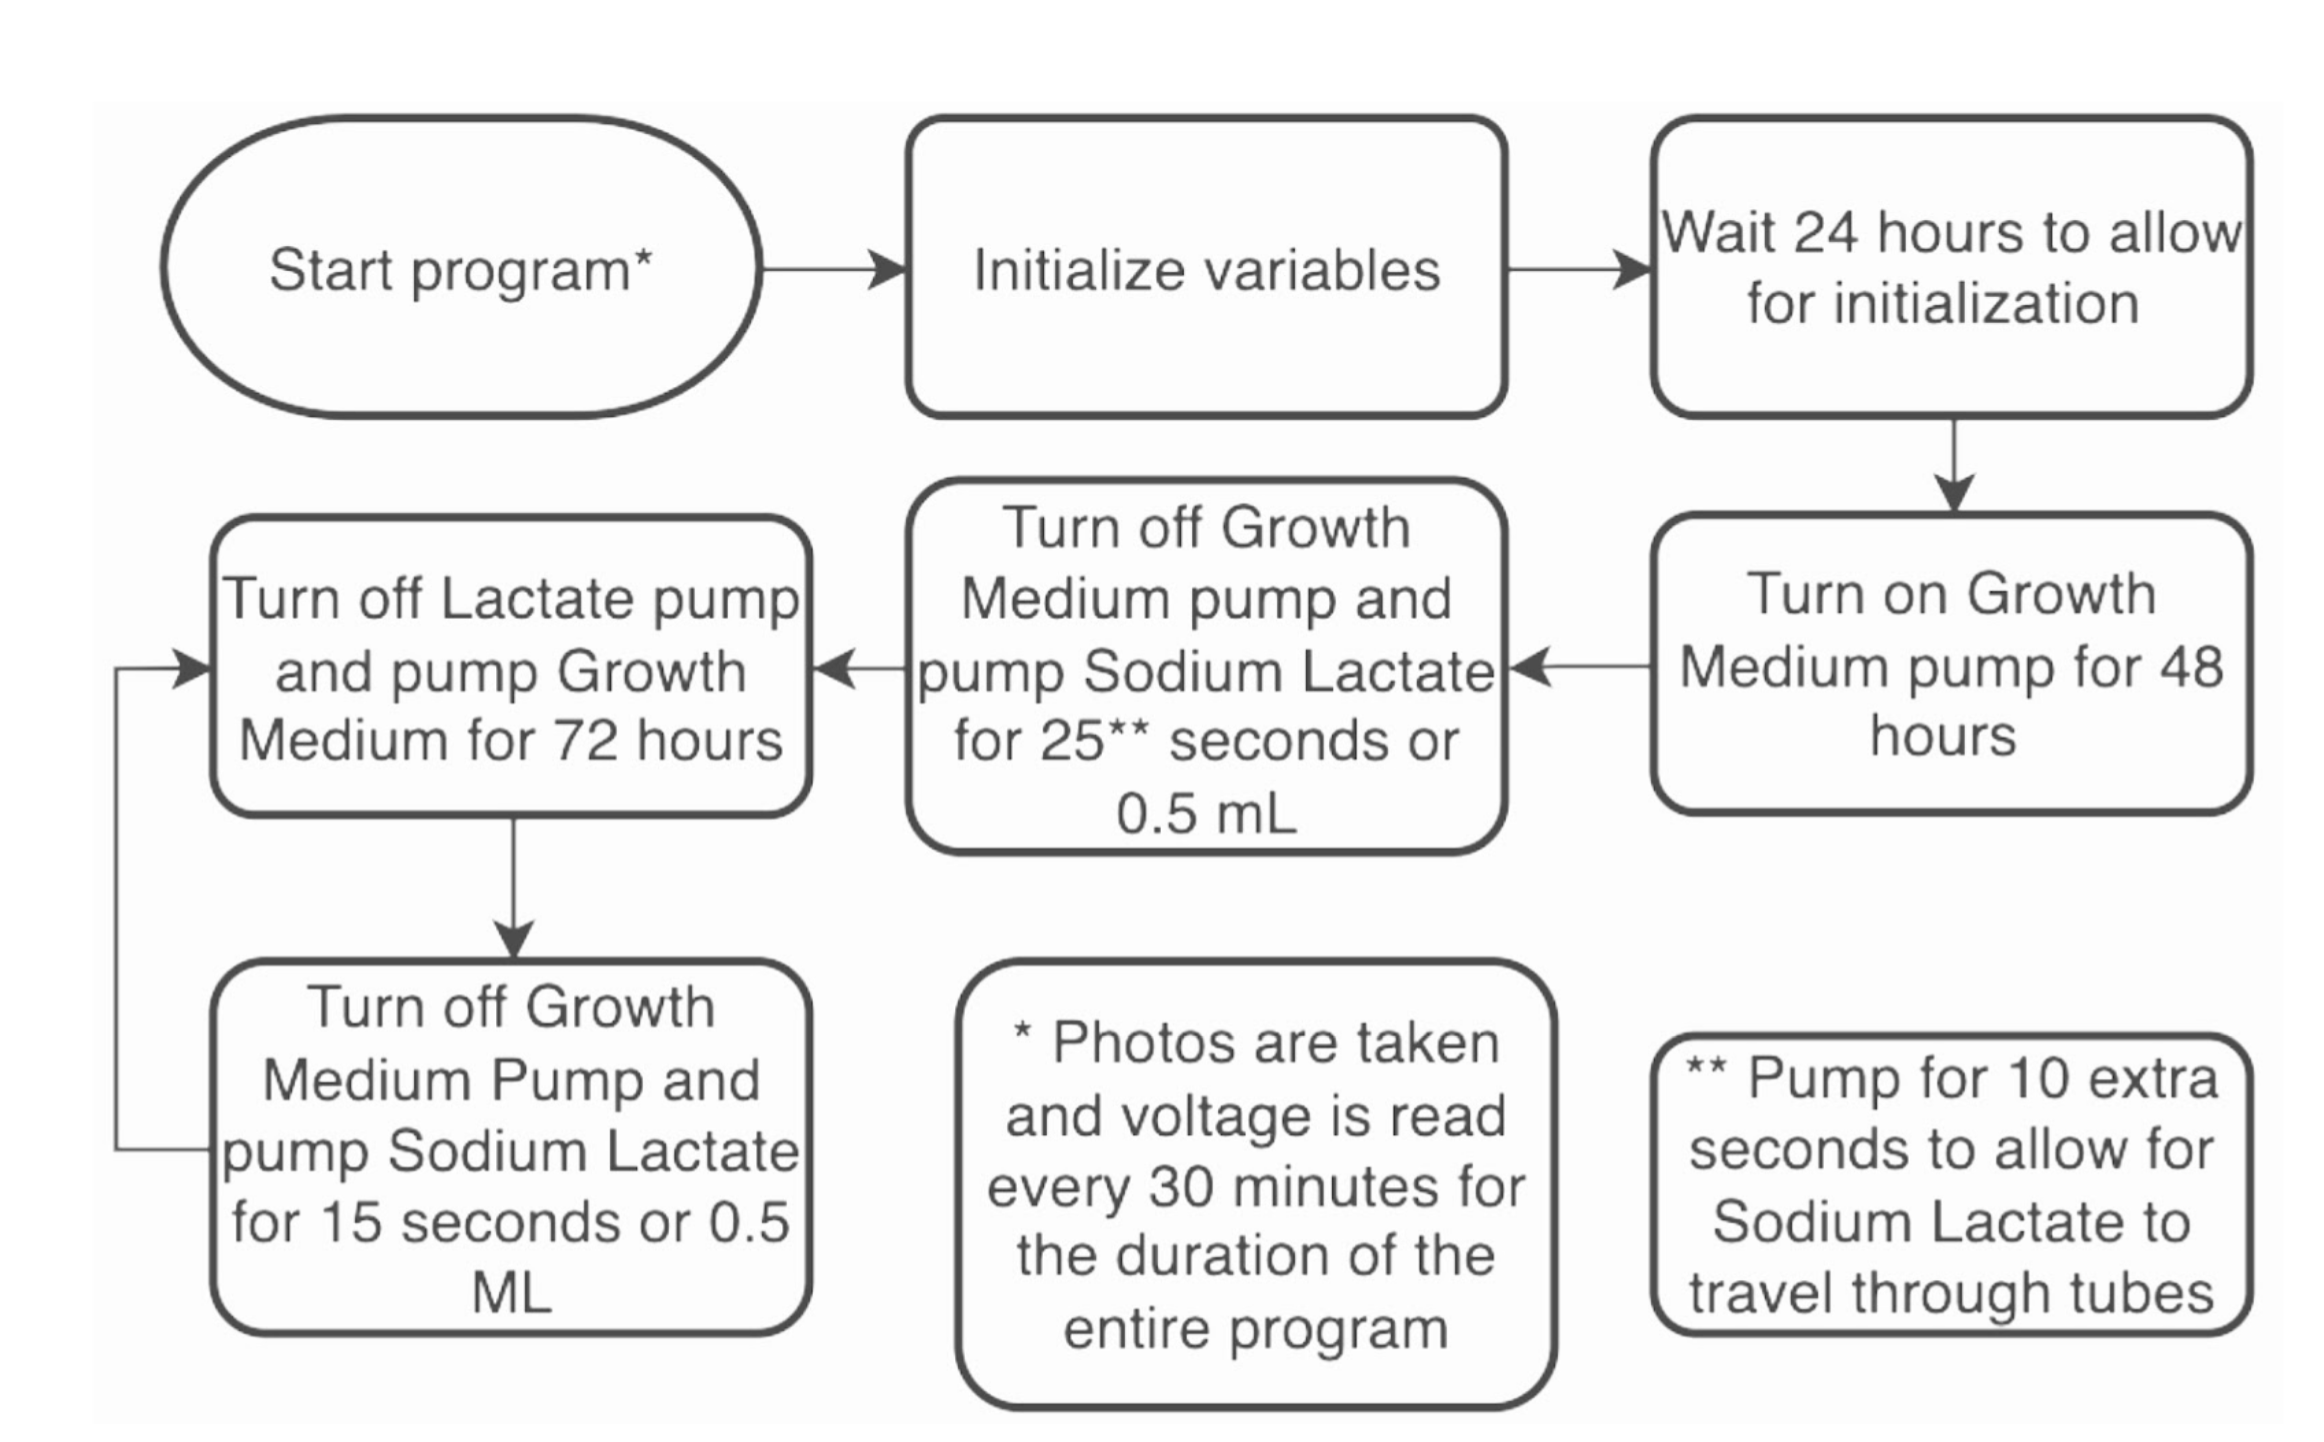 Start program*
Initialize variables
Wait 24 hours to allow
for initialization
Turn on Growth
Medium pump for 48
hours
Turn off Growth
Medium pump and
pump Sodium Lactate
for 25** seconds or
0.5 mL
Turn off Lactate pump
and pump Growth
Medium for 72 hours
Turn off Growth
Medium Pump and
pump Sodium Lactate
for 15 seconds or 0.5
ML
* Photos are taken
and voltage is read
every 30 minutes for
the duration of the
entire program
** Pump for 10 extra
seconds to allow for
Sodium Lactate to
travel through tubes